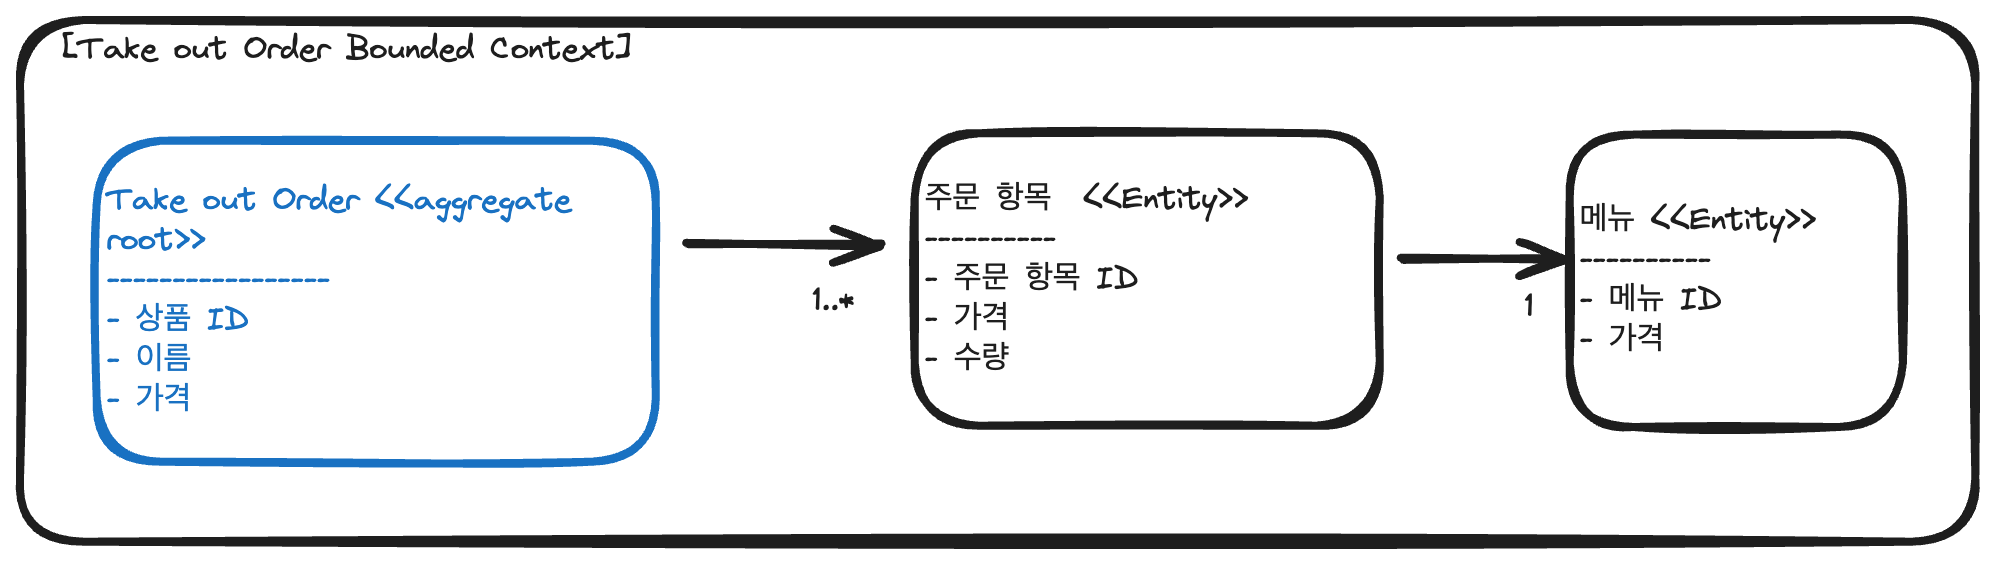 [Take out Order Bounded Context]
Take out Order <<aggregate
root>>
-----------------
- 상품 ID
- 이름
- 가격
1..*
주문 항목 <<Entity>>
----------
- 주문 항목 ID
- 가격
- 수량
1
메뉴 <<Entity>>
----------
- 메뉴 ID
- 가격